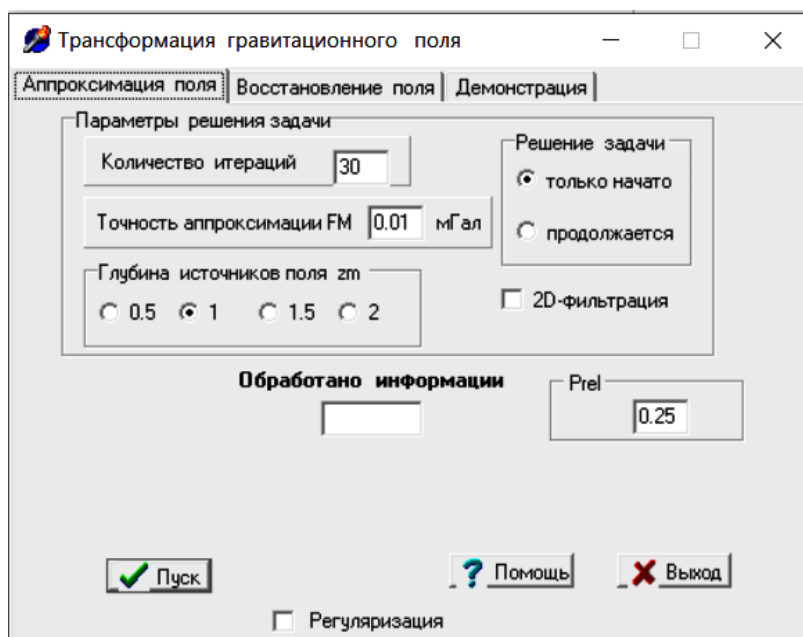 Трансформация гравитационного поля
Аппроксимация поля Восстановление поля Демонстрация
Параметры решения задачи
Количество итераций 30
Точность аппроксимации FM 0.01 мГал
Глубина источников поля zm
0.5 1 1.5 2
Решение задачи
только начато
продолжается
2D-фильтрация
Обработано информации
Prel
0.25
Пуск ? Помощь Выход
Регуляризация